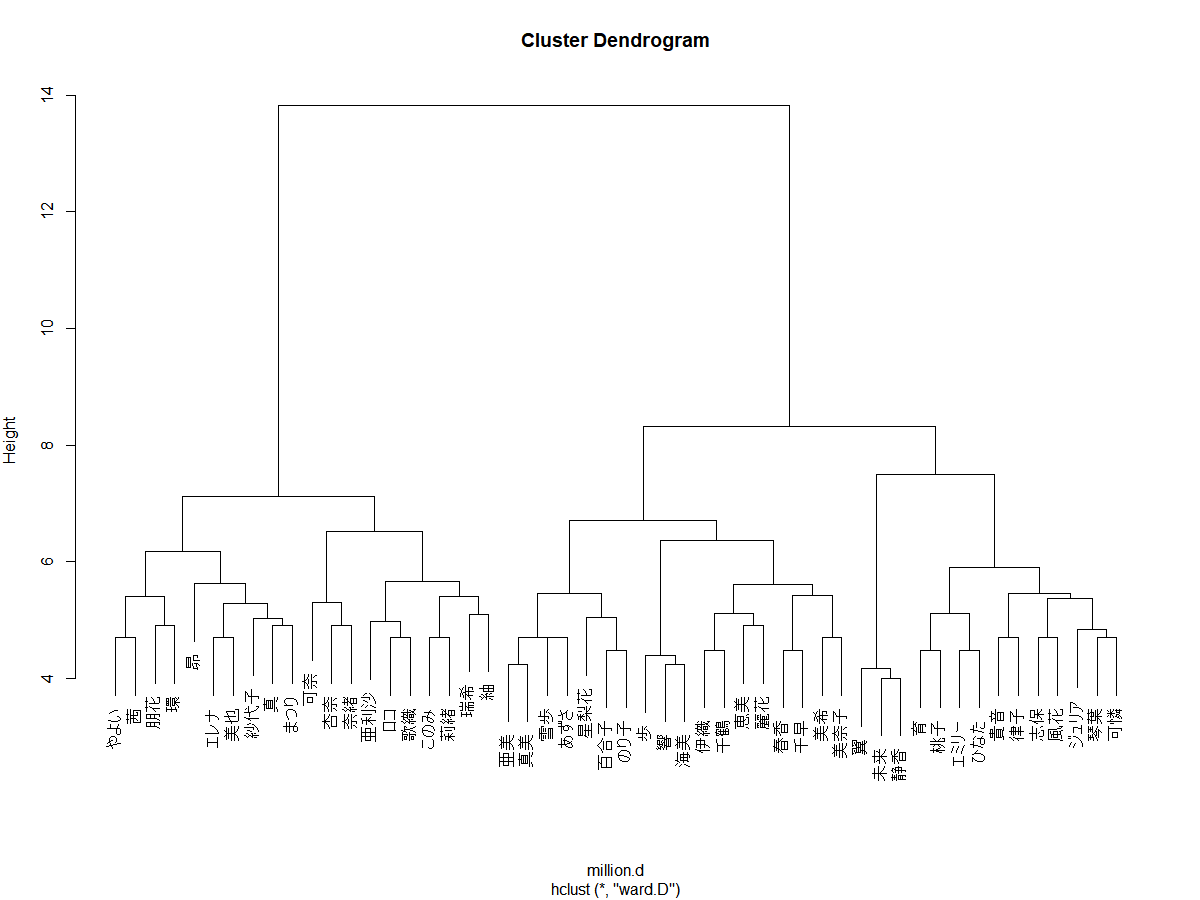 Cluster Dendrogram
14
12
10
8
6
4
Height
やよい
茜
朋花
環
昴
エレナ
美也
紗代子
真
まつり
可奈
杏奈
奈緒
亜利沙
ロコ
歌織
このみ
莉緒
瑞希
紬
亜美
真美
雪歩
あずさ
星梨花
百合子
のり子
歩
響
海美
伊織
千鶴
恵美
麗花
春香
千早
美希
美奈子
翼
未来
静香
育
桃子
エミリー
ひなた
貴音
律子
志保
風花
ジュリア
琴葉
可憐
million.d
hclust (*, "ward.D")